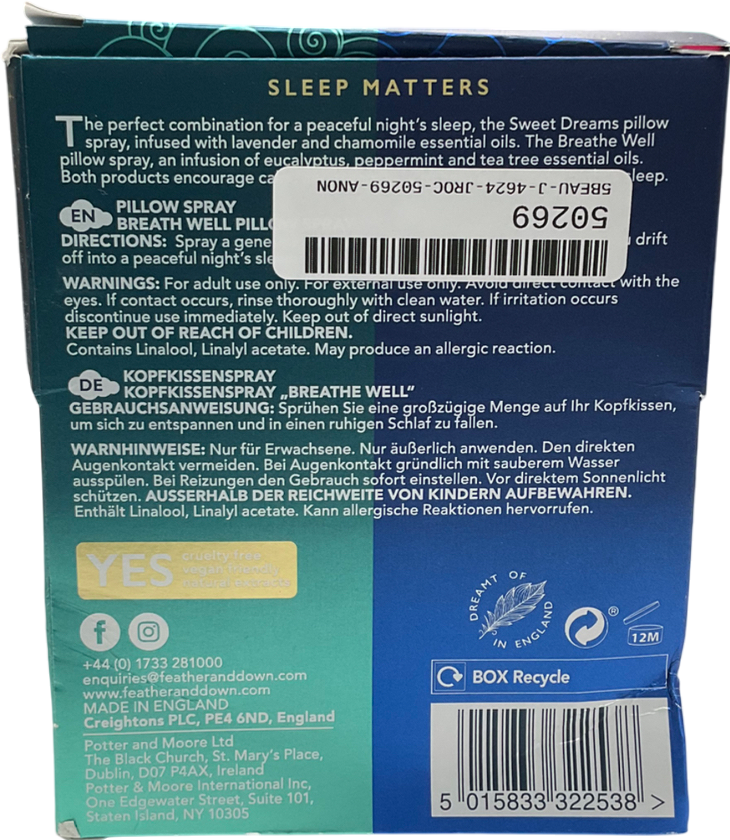 SLEEP MATTERS
The perfect combination for a peaceful night's sleep, the Sweet Dreams pillow
spray, infused with lavender and chamomile essential oils. The Breathe Well
pillow spray, an infusion of eucalyptus, peppermint and tea tree essential oils.
Both products encourage sleep.
5BEAU-J-4624-JROC-50269-ANON
50269
EN
PILLOW SPRAY
BREATH WELL
DIRECTIONS: Spray a drift
off into a peaceful night's
WARNINGS: For adult use only. For external use only. Avoid direct contact with the
eyes. If contact occurs, rinse thoroughly with clean water. If irritation occurs
discontinue use immediately. Keep out of direct sunlight.
KEEP OUT OF REACH OF CHILDREN.
Contains Linalool, Linalyl acetate. May produce an allergic reaction.
DE
KOPFKISSENSPRAY
KOPFKISSENSPRAY „BREATHE WELL“
GEBRAUCHSANWEISUNG: Sprühen Sie eine großzügige Menge auf Ihr Kopfkissen,
um sich zu entspannen und in einen ruhigen Schlaf zu fallen.
WARNHINWEISE: Nur für Erwachsene. Nur äußerlich anwenden. Den direkten
Augenkontakt vermeiden. Bei Augenkontakt gründlich mit sauberem Wasser
ausspülen. Bei Reizungen den Gebrauch sofort einstellen. Vor direktem Sonnenlicht
schützen. AUSSERHALB DER REICHWEITE VON KINDERN AUFBEWAHREN.
Enthält Linalool, Linalyl acetate. Kann allergische Reaktionen hervorrufen.
YES
cruelty free
vegan friendly
natural
DREAMT OF
IN ENGLAND
®
12M
+44 (0) 1733 281000
enquiries@featheranddown.com
www.featheranddown.com
MADE IN ENGLAND
Creightons PLC, PE4 6ND, England
Potter and Moore Ltd
The Black Church, St. Mary's Place,
Dublin, D07 P4AX, Ireland
Potter & Moore International Inc,
One Edgewater Street, Suite 101,
Staten Island, NY 10305
BOX Recycle
5 015833 322538 >